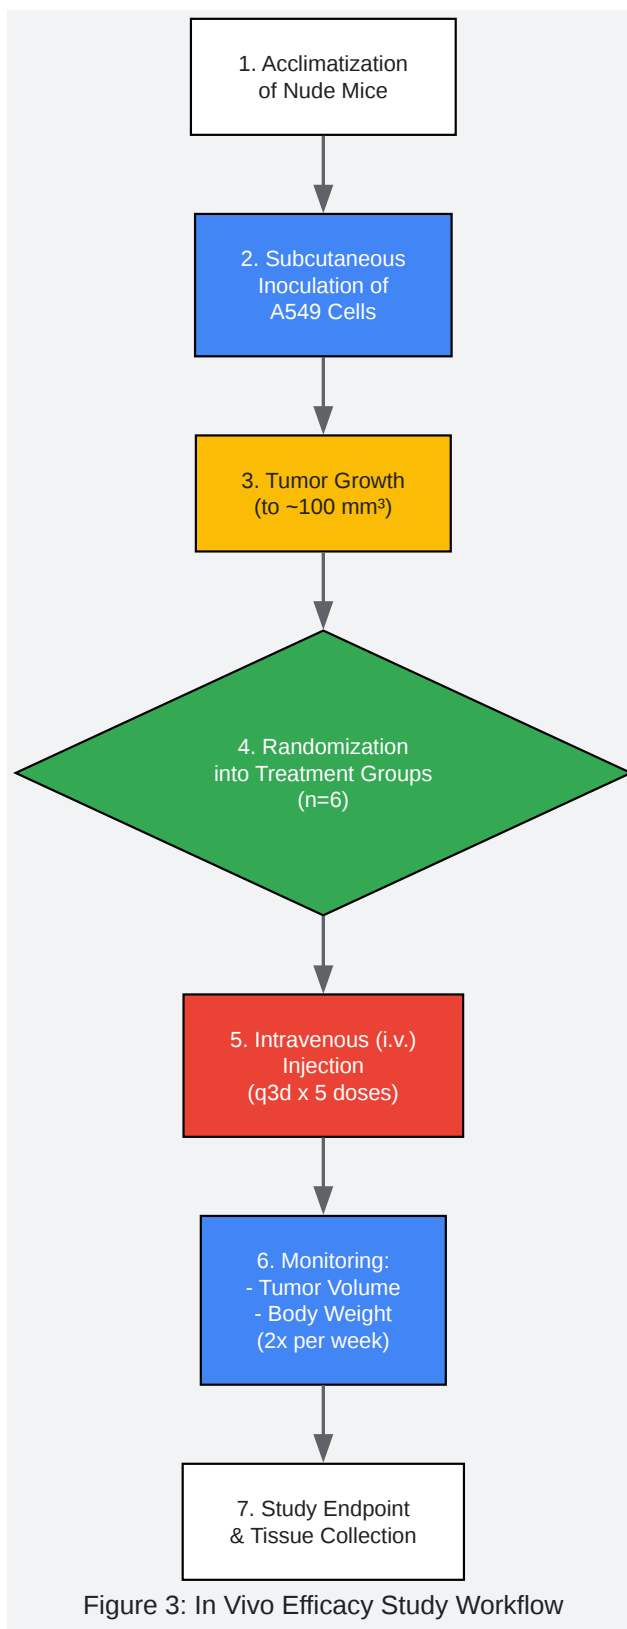 1. Acclimatization
of Nude Mice
2. Subcutaneous
Inoculation of
A549 Cells
3. Tumor Growth
(to ~100 mm³)
4. Randomization
into Treatment Groups
(n=6)
5. Intravenous (i.v.)
Injection
(q3d x 5 doses)
6. Monitoring:
- Tumor Volume
- Body Weight
(2x per week)
7. Study Endpoint
& Tissue Collection
Figure 3: In Vivo Efficacy Study Workflow